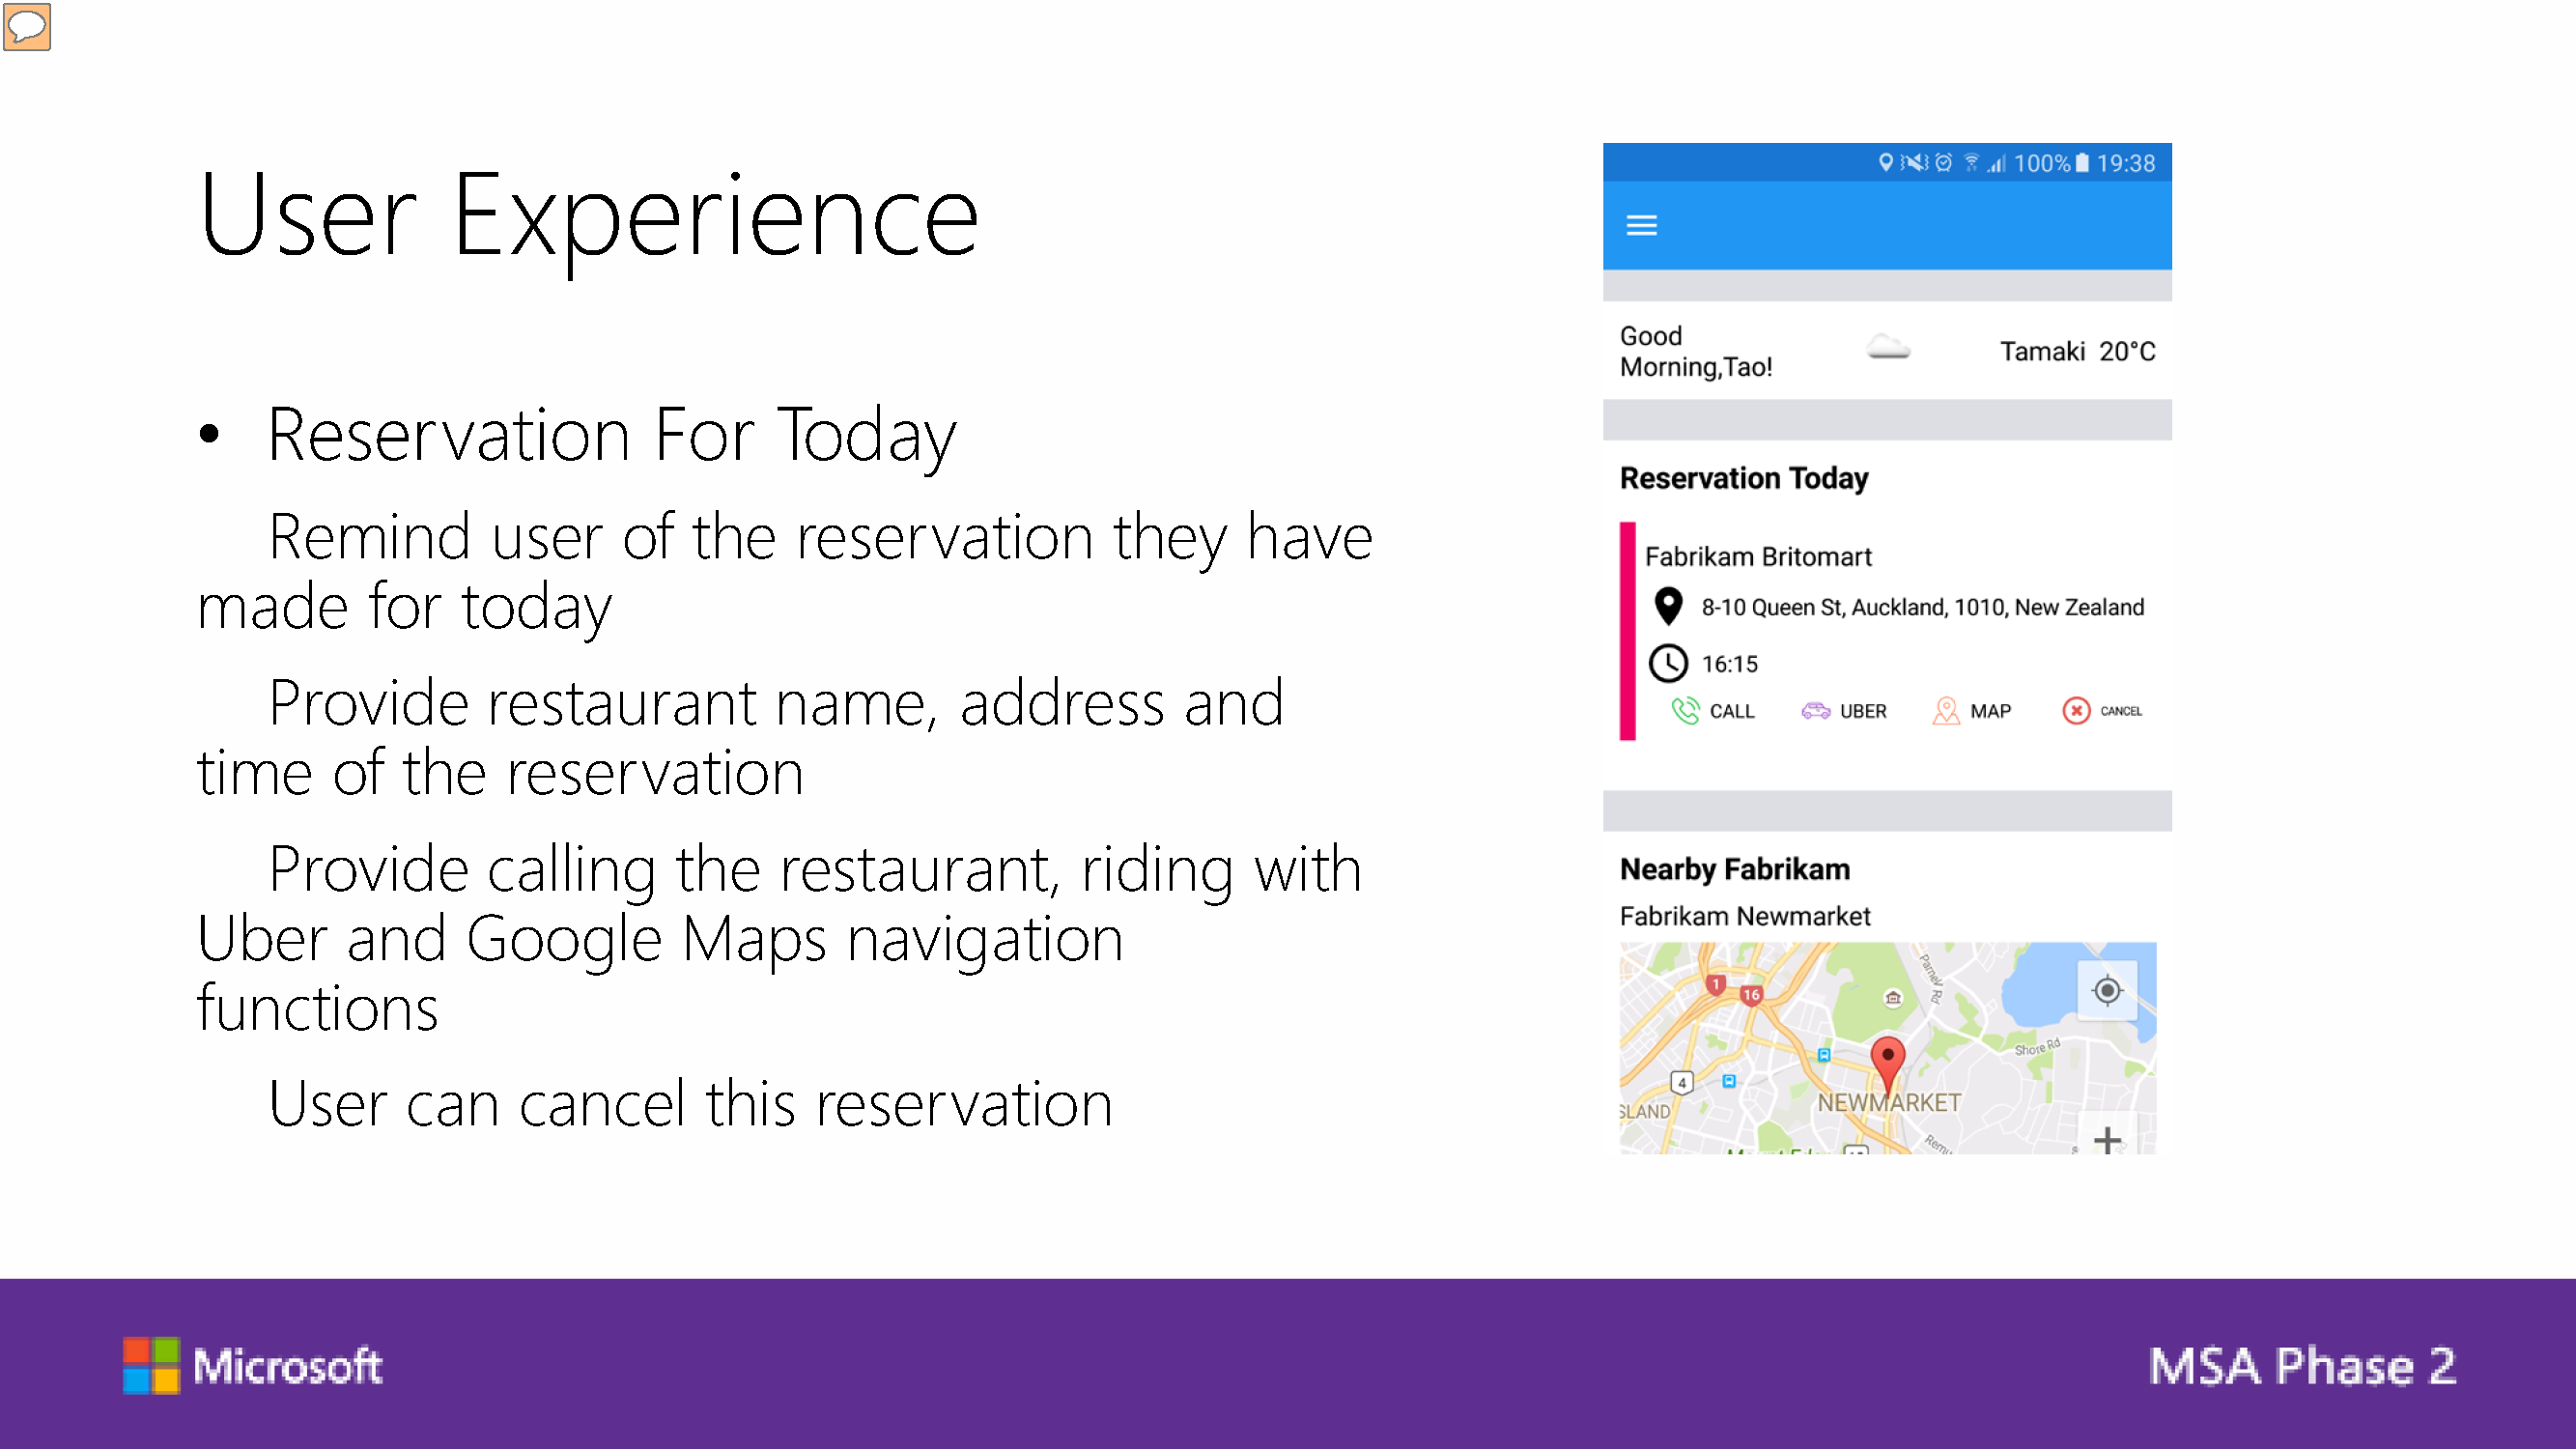 User Experience
• Reservation For Today
Remind user of the reservation they have
made for today
Provide restaurant name, address and
time of the reservation
Provide calling the restaurant, riding with
Uber and Google Maps navigation
functions
User can cancel this reservation
100% 19:38
Good
Morning,Tao!
Tamaki 20°C
Reservation Today
Fabrikam Britomart
8-10 Queen St, Auckland, 1010, New Zealand
16:15
CALL UBER MAP CANCEL
Nearby Fabrikam
Fabrikam Newmarket
Parnell Rd
1
16
Shore Rd
4
SLAND
NEWMARKET
Microsoft
MSA Phase 2